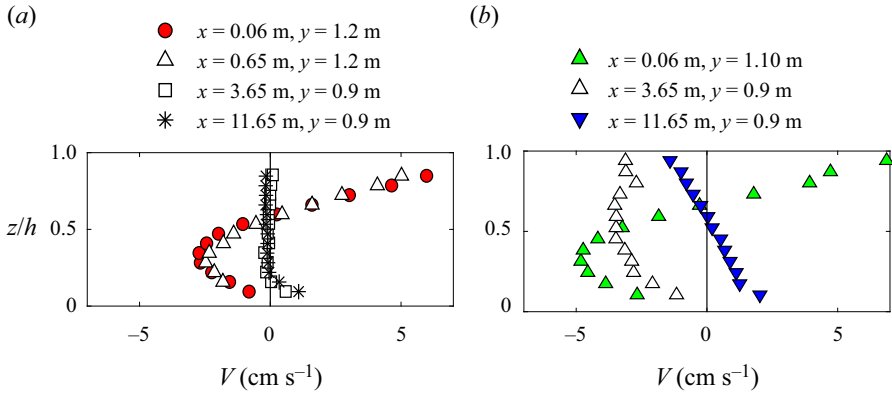 (a)
x = 0.06 m, y = 1.2 m
x = 0.65 m, y = 1.2 m
x = 3.65 m, y = 0.9 m
x = 11.65 m, y = 0.9 m
1.0
z/h
0.5
0
−5
0
5
V (cm s⁻¹)
(b)
x = 0.06 m, y = 1.10 m
x = 3.65 m, y = 0.9 m
x = 11.65 m, y = 0.9 m
1.0
0.5
0
−5
0
5
V (cm s⁻¹)